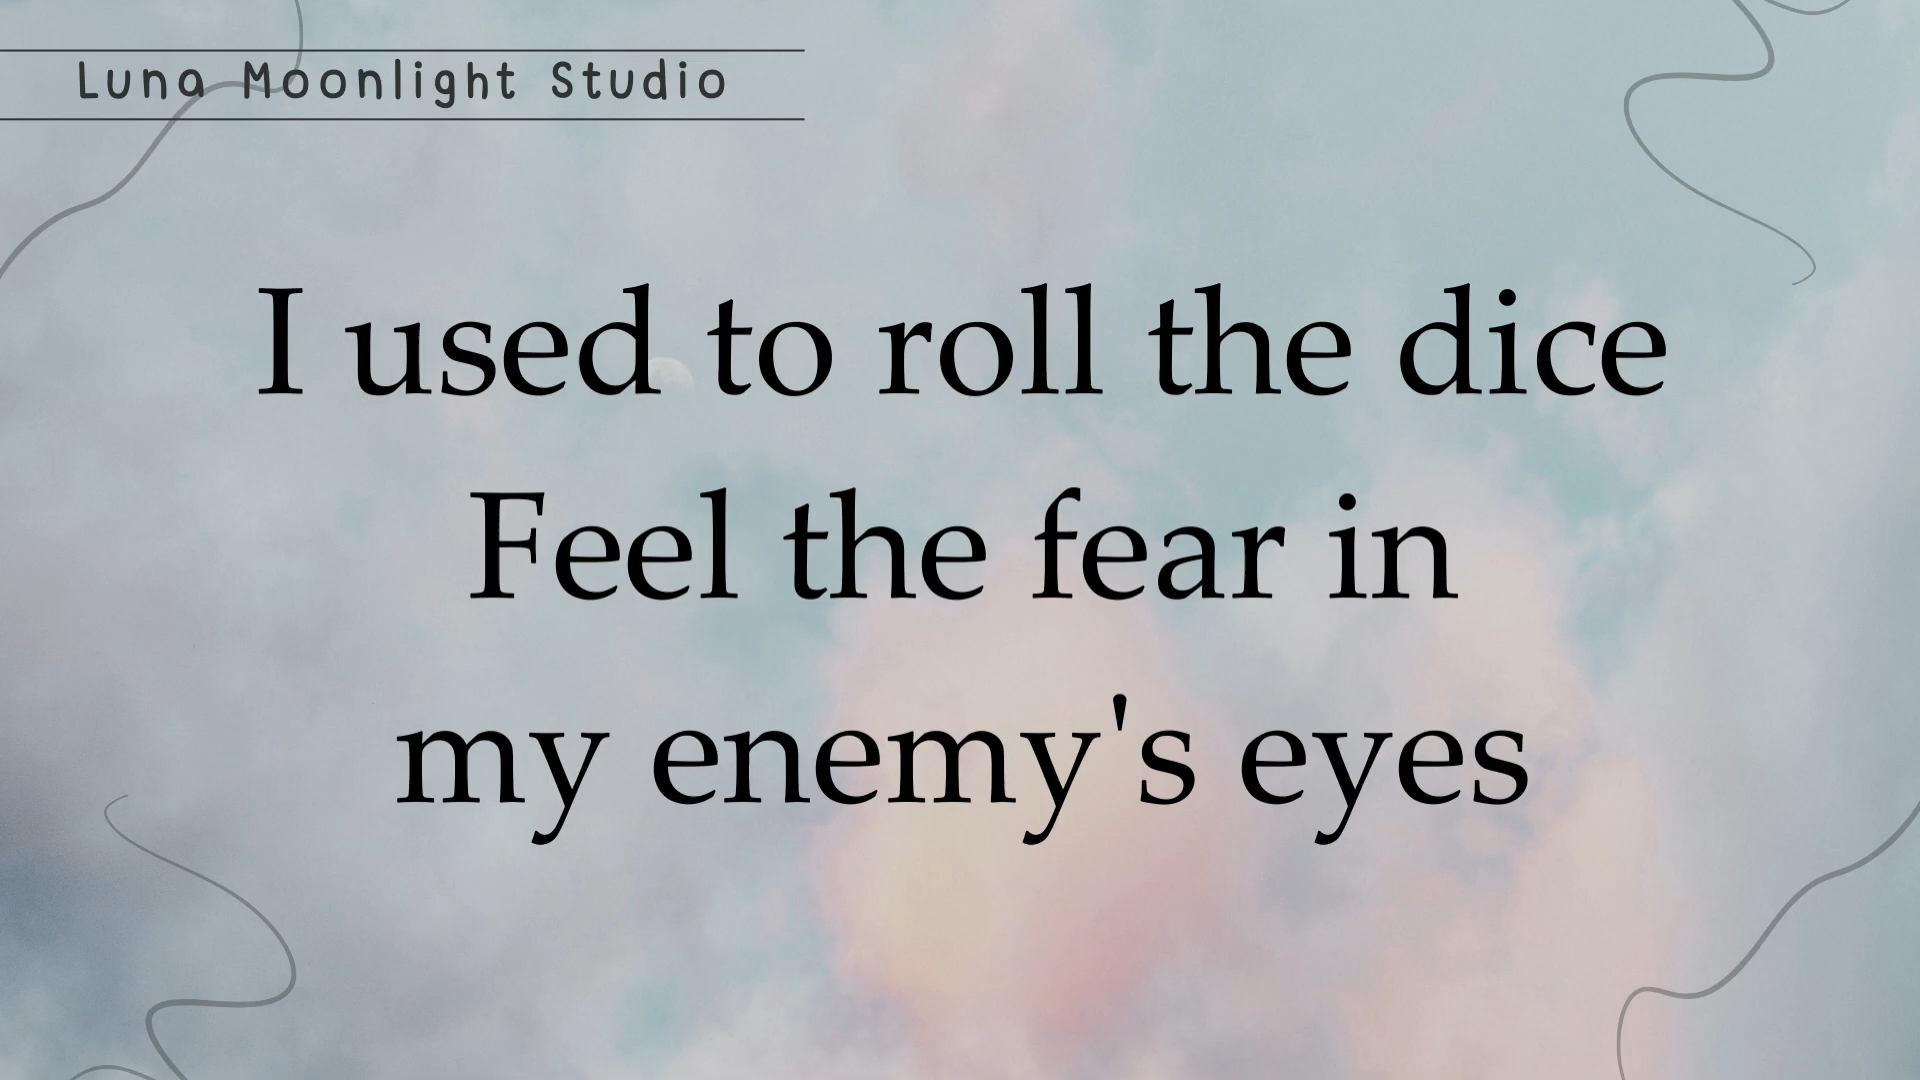 Luna Moonlight Studio
I used to roll the dice
Feel the fear in
my enemy's eyes